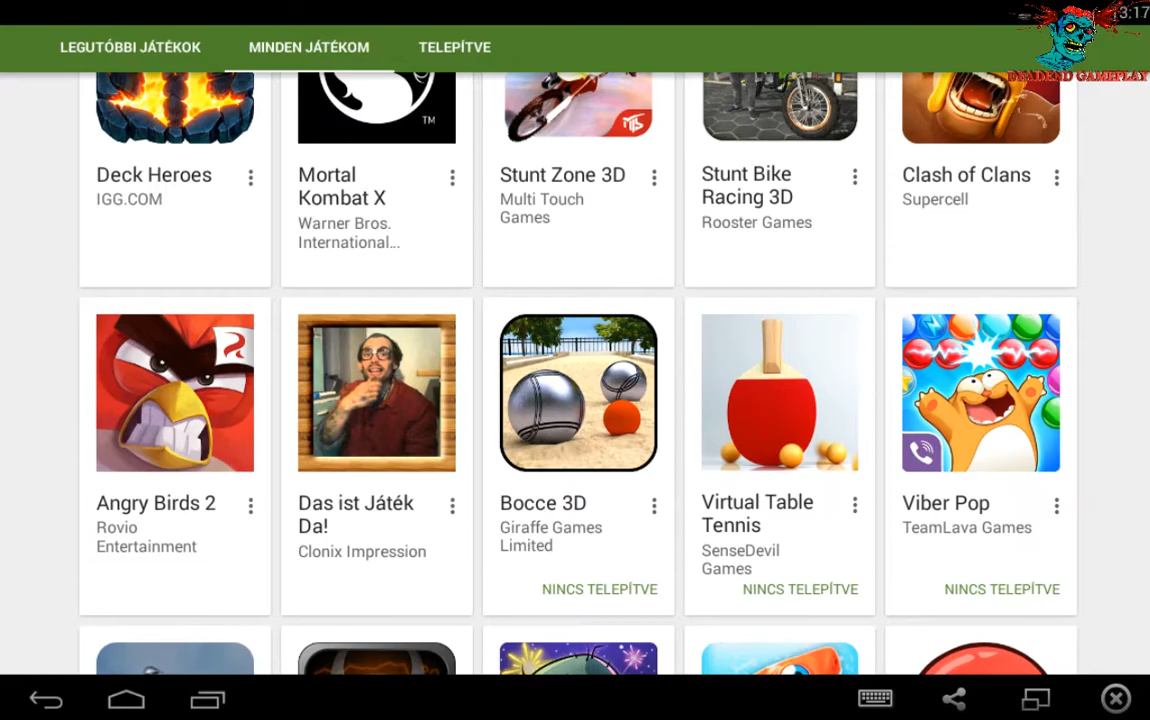 3:17
DEADEND GAMEPLAY
LEGUTÓBBI JÁTÉKOK
MINDEN JÁTÉKOM
TELEPÍTVE
TM
Deck Heroes
IGG.COM
Mortal
Kombat X
Warner Bros.
International...
Stunt Zone 3D
Multi Touch
Games
Stunt Bike
Racing 3D
Rooster Games
Clash of Clans
Supercell
Angry Birds 2
Rovio
Entertainment
Das ist Játék
Da!
Clonix Impression
Bocce 3D
Giraffe Games
Limited
NINCS TELEPÍTVE
Virtual Table
Tennis
SenseDevil
Games
NINCS TELEPÍTVE
Viber Pop
TeamLava Games
NINCS TELEPÍTVE